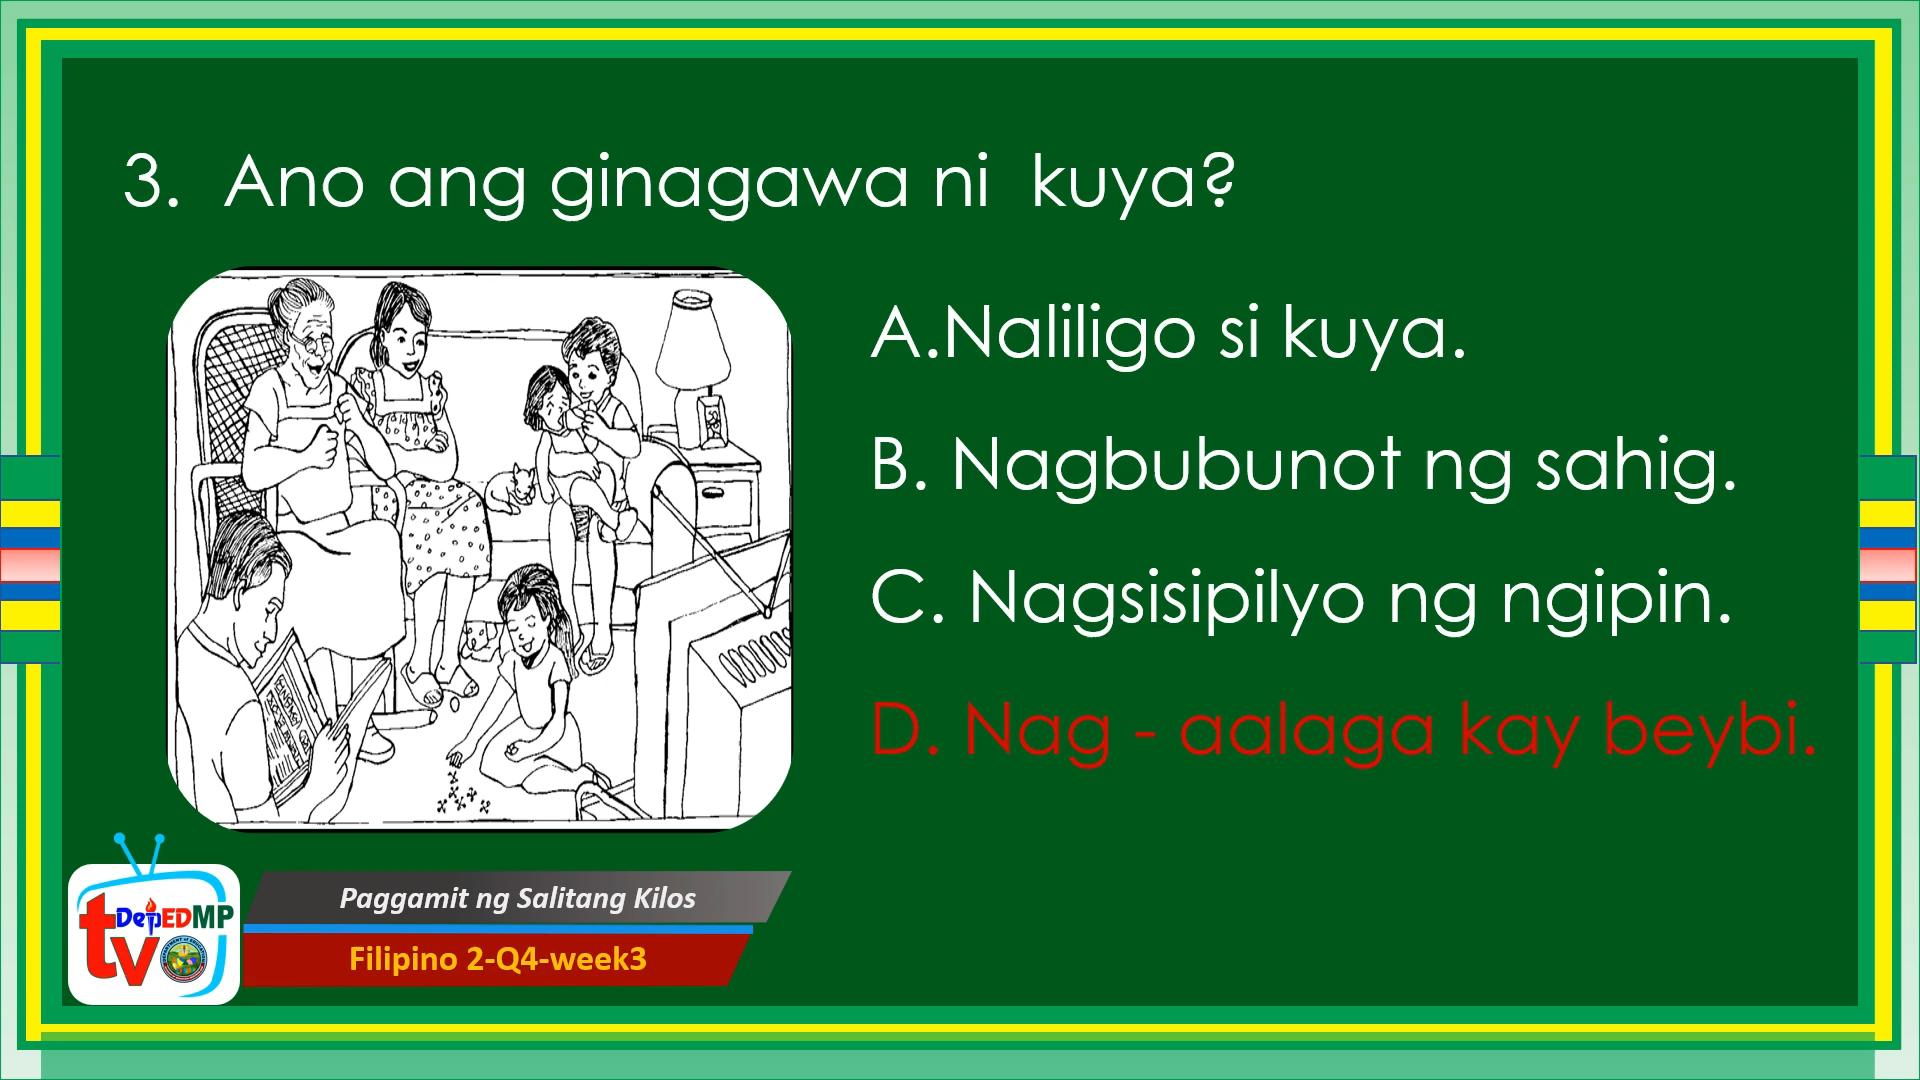 3. Ano ang ginagawa ni kuya?
A.Naliligo si kuya.
B. Nagbubunot ng sahig.
C. Nagsisipilyo ng ngipin.
D. Nag - aalaga kay beybi.
DepEDMP
tv
Paggamit ng Salitang Kilos
Filipino 2-Q4-week3